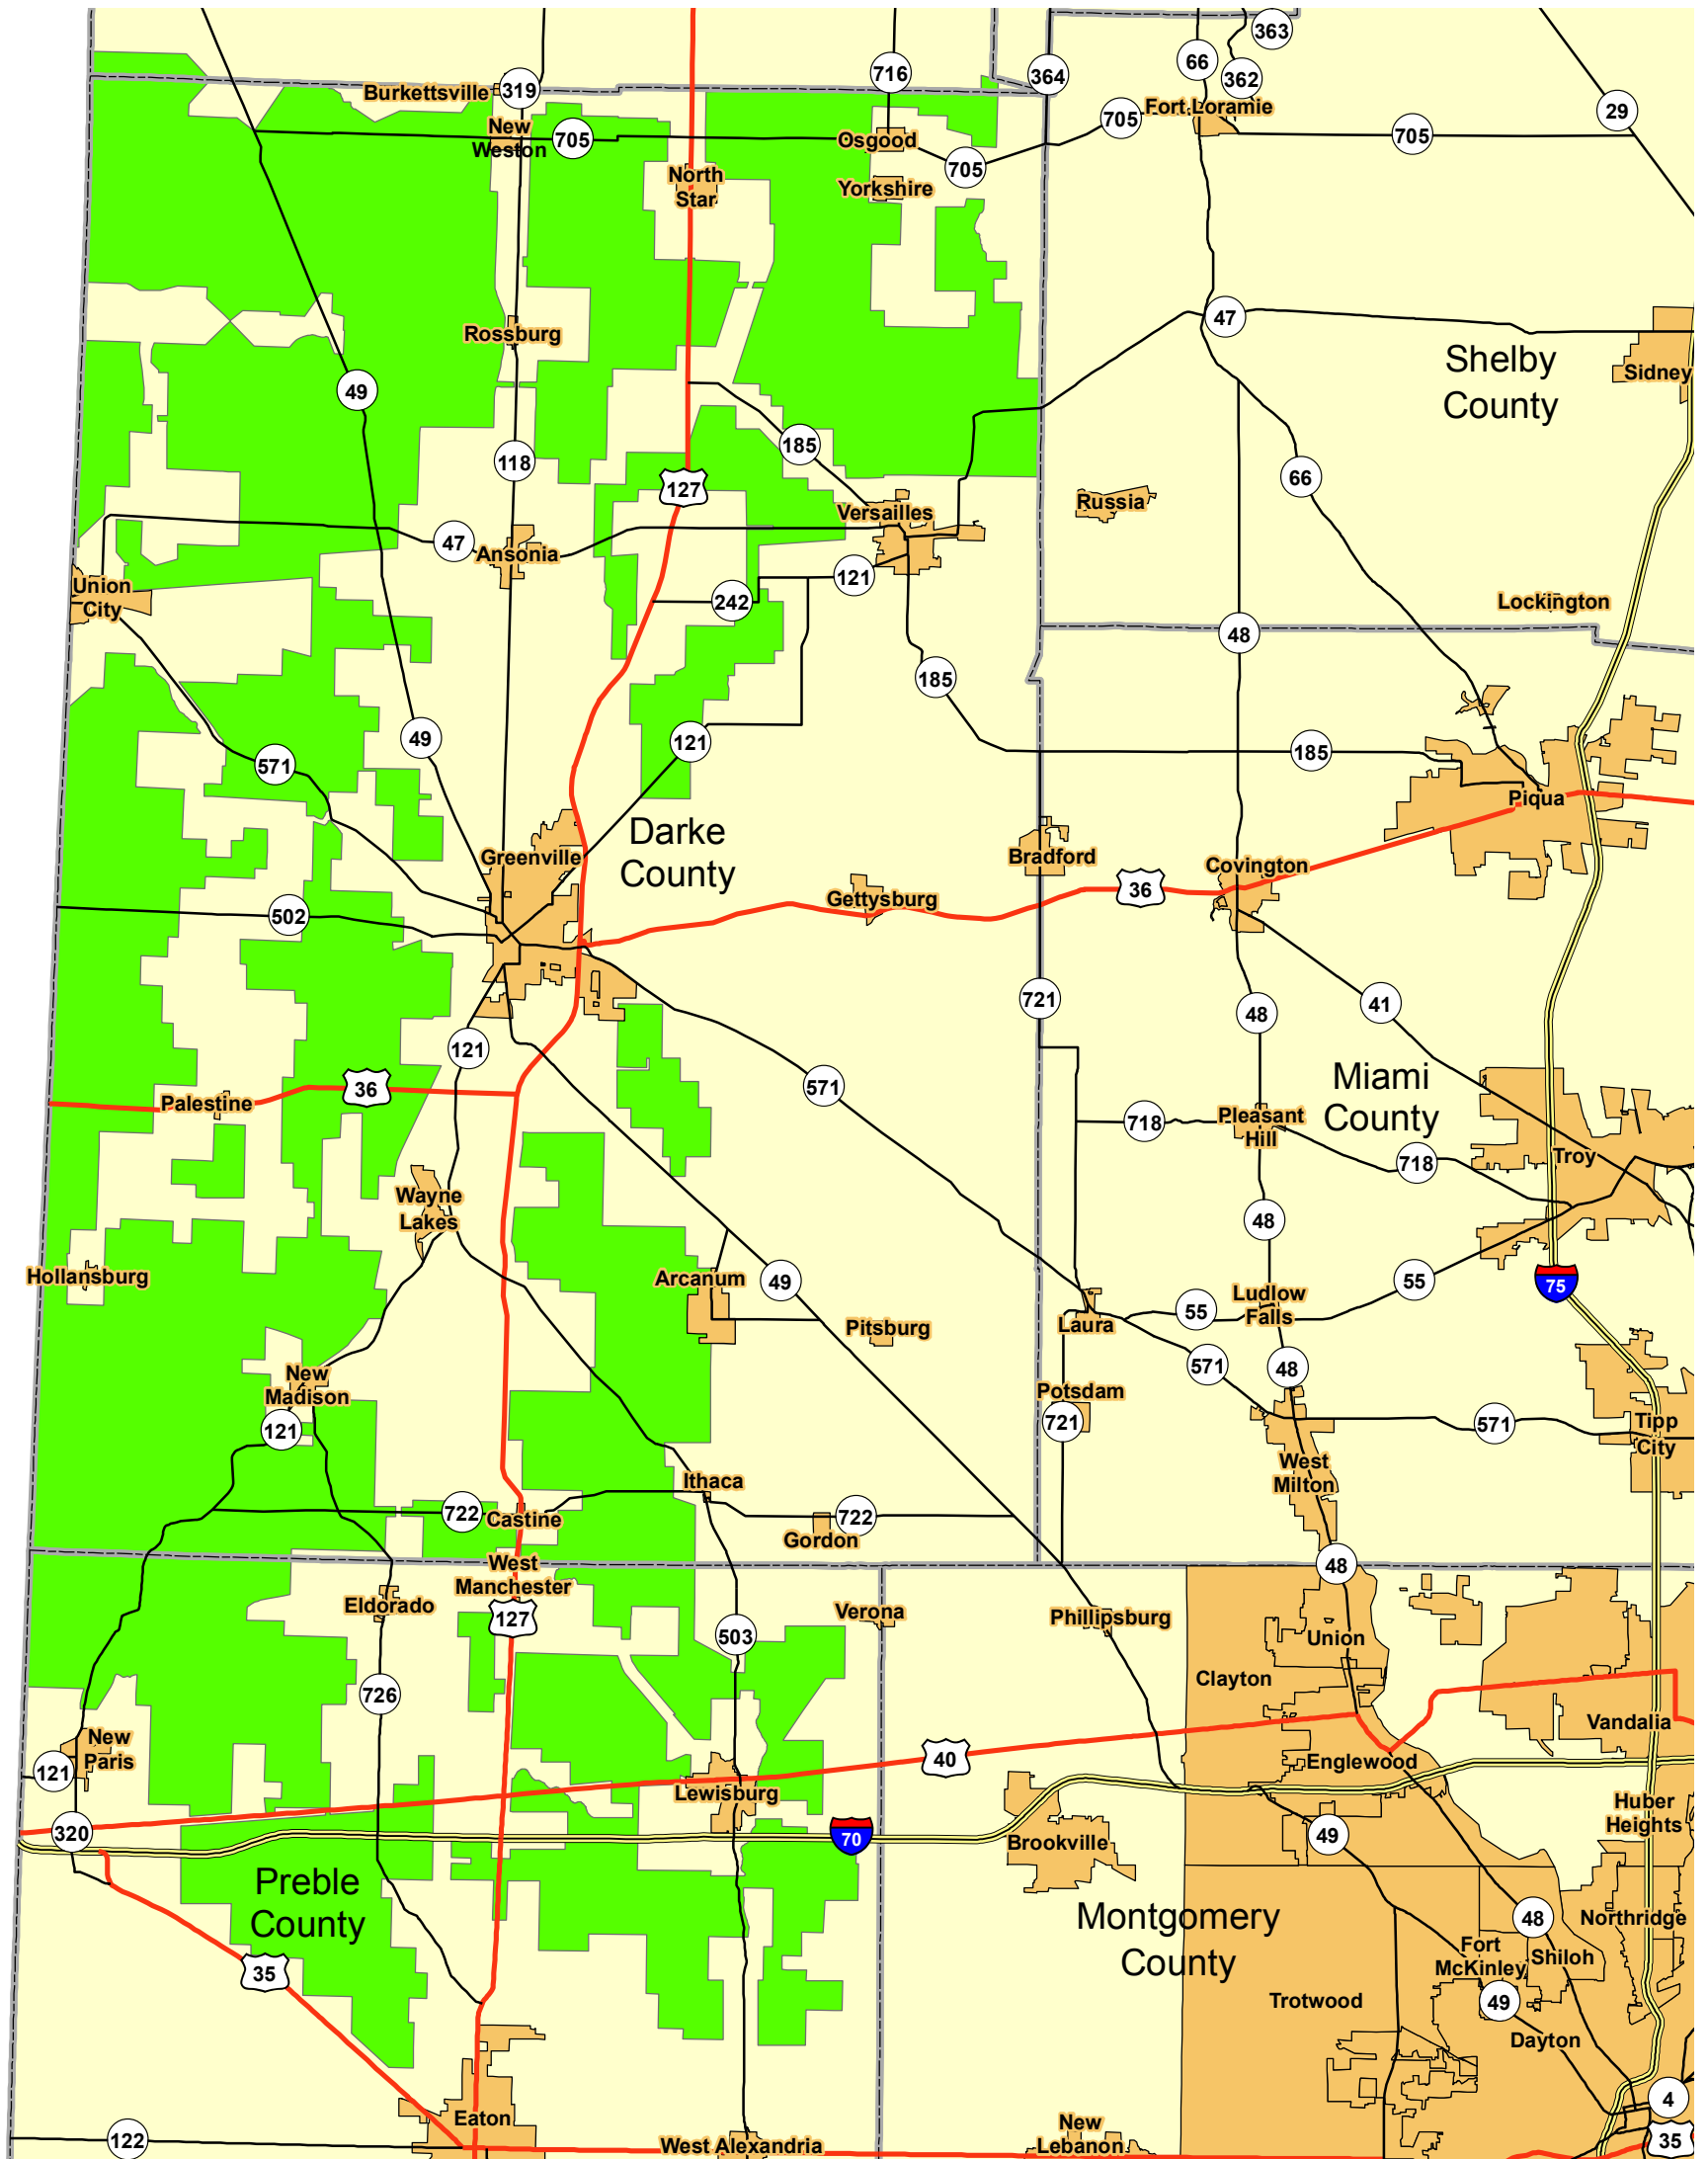 363
66
716
364
362
Burkettsville
319
Fort Loramie
29
705
New
Weston
705
Osgood
705
705
North
Star
Yorkshire
47
Rossburg
Shelby
County
Sidney
49
185
118
66
127
Russia
Versailles
47
Ansonia
121
Union
City
242
Lockington
48
185
49
121
185
571
Piqua
Darke
County
Greenville
Bradford
Covington
36
Gettysburg
502
721
41
48
121
Miami
County
36
571
Palestine
718
Pleasant
Hill
Troy
718
Wayne
Lakes
48
Hollansburg
Arcanum
49
55
75
Ludlow
Falls
55
Laura
Pitsburg
New
Madison
571
48
Potsdam
721
121
571
Tipp
City
West
Milton
Ithaca
722
Castine
722
Gordon
West
Manchester
48
Eldorado
127
Verona
Phillipsburg
503
Union
Clayton
726
New
Paris
Vandalia
40
Englewood
121
Lewisburg
Huber
Heights
320
70
Brookville
49
Preble
County
Montgomery
County
48
Northridge
Fort
McKinley
Shiloh
35
Trotwood
49
Dayton
4
Eaton
122
West Alexandria
New
Lebanon
35